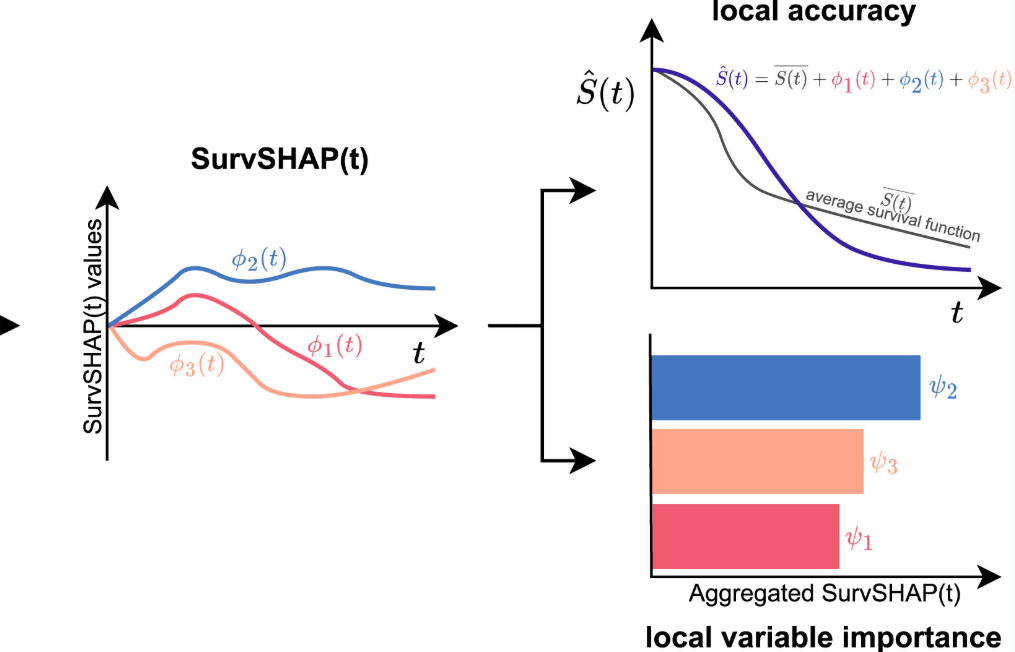 SurvSHAP(t)
SurvSHAP(t) values
ϕ₂(t)
ϕ₁(t)
ϕ₃(t)
t
local accuracy
Ŝ(t)
Ŝ(t) = S̅(̅t̅)̅ + ϕ₁(t) + ϕ₂(t) + ϕ₃(t)
S̅(̅t̅)̅
average survival function
t
ψ₂
ψ₃
ψ₁
Aggregated SurvSHAP(t)
local variable importance